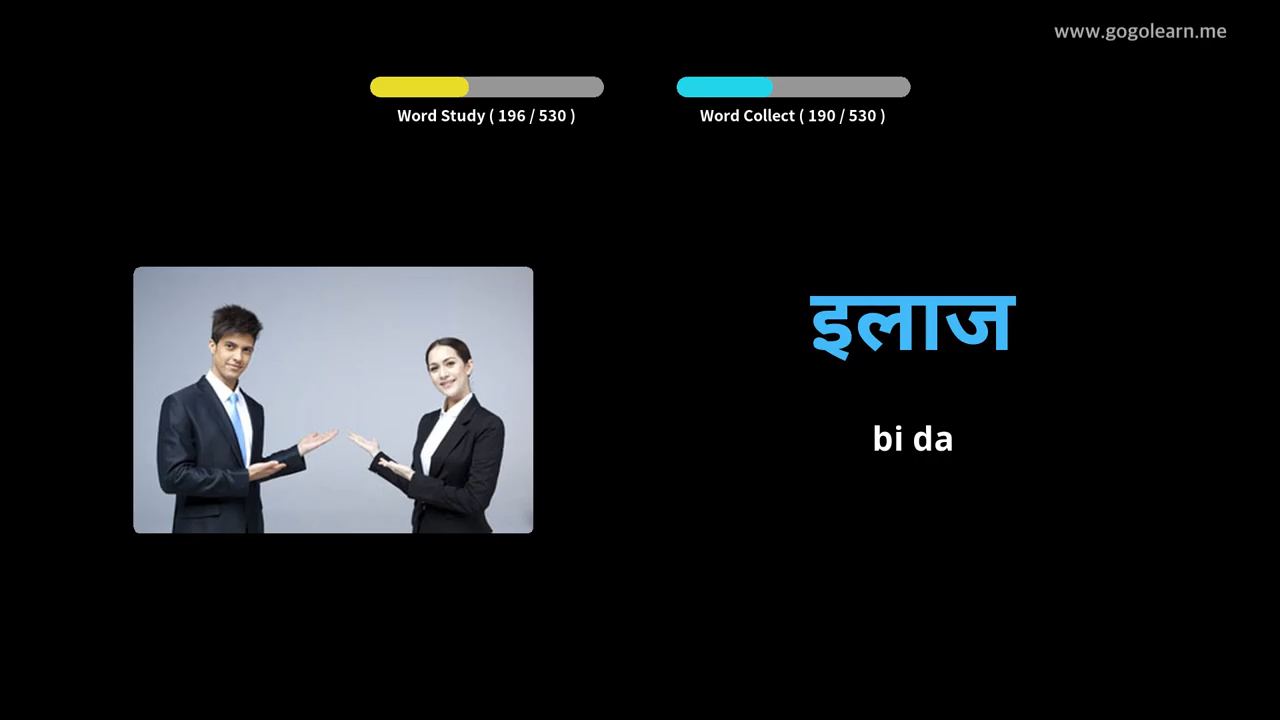 www.gogolearn.me
Word Study ( 196 / 530 )
Word Collect ( 190 / 530 )
इलाज
bi da